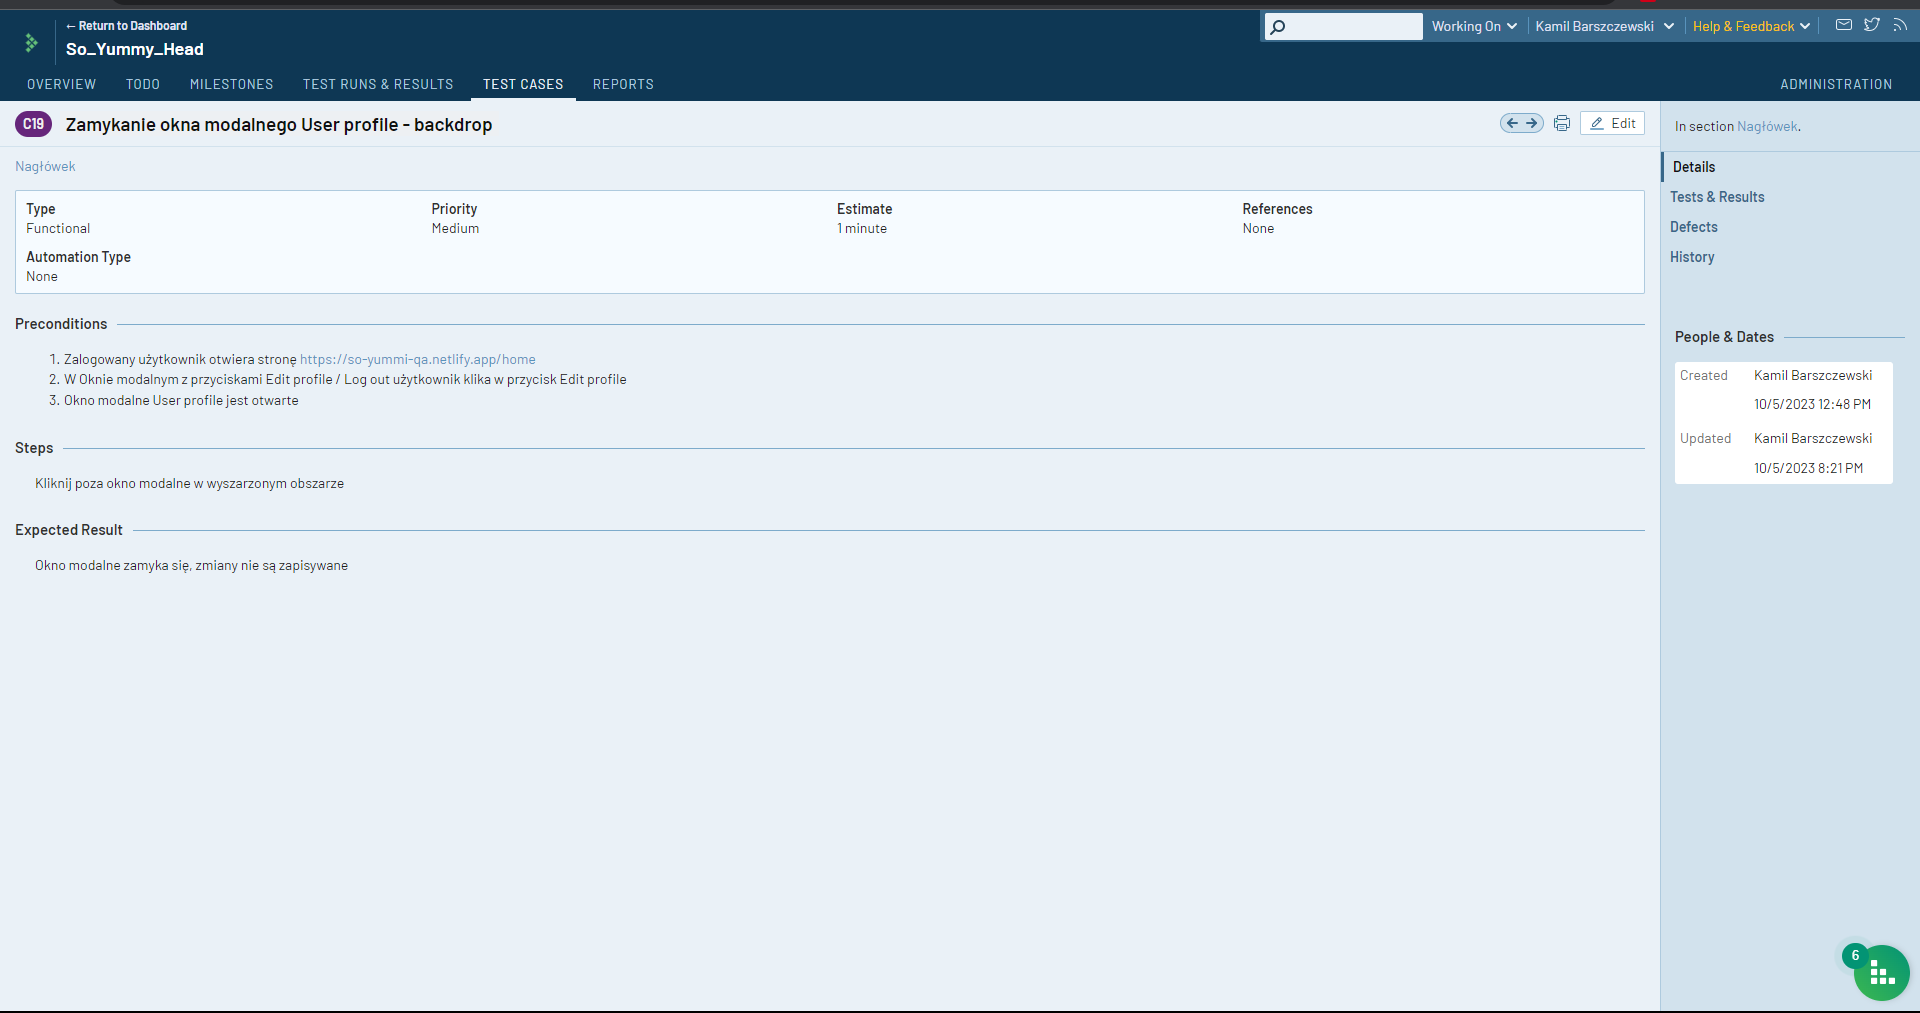 ← Return to Dashboard
So_Yummy_Head
Working On
Kamil Barszczewski
Help & Feedback
OVERVIEW
TODO
MILESTONES
TEST RUNS & RESULTS
TEST CASES
REPORTS
ADMINISTRATION
C19
Zamykanie okna modalnego User profile - backdrop
Edit
Nagłówek
Type
Functional
Priority
Medium
Estimate
1 minute
References
None
Automation Type
None
Preconditions
1. Zalogowany użytkownik otwiera stronę https://so-yummi-qa.netlify.app/home
2. W Oknie modalnym z przyciskami Edit profile / Log out użytkownik klika w przycisk Edit profile
3. Okno modalne User profile jest otwarte
Steps
Kliknij poza okno modalne w wyszarzonym obszarze
Expected Result
Okno modalne zamyka się, zmiany nie są zapisywane
In section Nagłówek.
Details
Tests & Results
Defects
History
People & Dates
Created Kamil Barszczewski
10/5/2023 12:48 PM
Updated Kamil Barszczewski
10/5/2023 8:21 PM
6